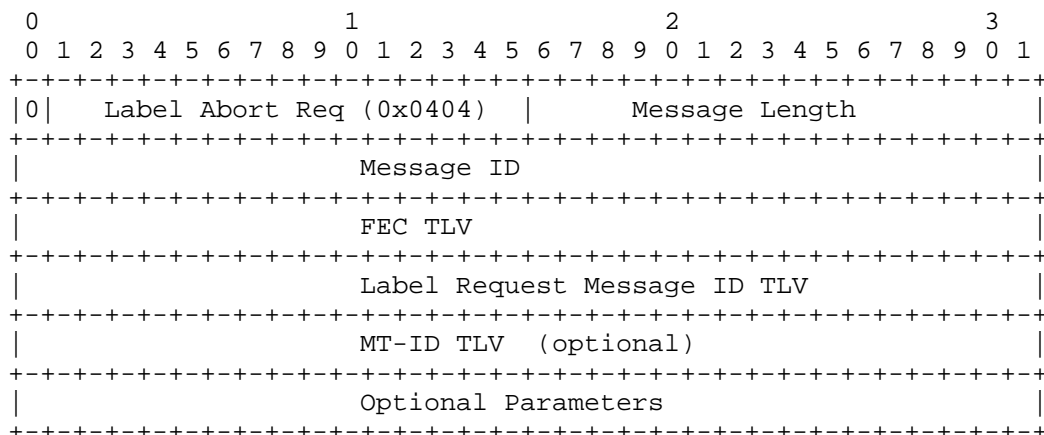 0                   1                   2                   3
 0 1 2 3 4 5 6 7 8 9 0 1 2 3 4 5 6 7 8 9 0 1 2 3 4 5 6 7 8 9 0 1
+-+-+-+-+-+-+-+-+-+-+-+-+-+-+-+-+-+-+-+-+-+-+-+-+-+-+-+-+-+-+-+-+
|0|   Label Abort Req (0x0404)  |      Message Length           |
+-+-+-+-+-+-+-+-+-+-+-+-+-+-+-+-+-+-+-+-+-+-+-+-+-+-+-+-+-+-+-+-+
|                     Message ID                                |
+-+-+-+-+-+-+-+-+-+-+-+-+-+-+-+-+-+-+-+-+-+-+-+-+-+-+-+-+-+-+-+-+
|                     FEC TLV                                   |
+-+-+-+-+-+-+-+-+-+-+-+-+-+-+-+-+-+-+-+-+-+-+-+-+-+-+-+-+-+-+-+-+
|                     Label Request Message ID TLV              |
+-+-+-+-+-+-+-+-+-+-+-+-+-+-+-+-+-+-+-+-+-+-+-+-+-+-+-+-+-+-+-+-+
|                     MT-ID TLV  (optional)                     |
+-+-+-+-+-+-+-+-+-+-+-+-+-+-+-+-+-+-+-+-+-+-+-+-+-+-+-+-+-+-+-+-+
|                     Optional Parameters                       |
+-+-+-+-+-+-+-+-+-+-+-+-+-+-+-+-+-+-+-+-+-+-+-+-+-+-+-+-+-+-+-+-+